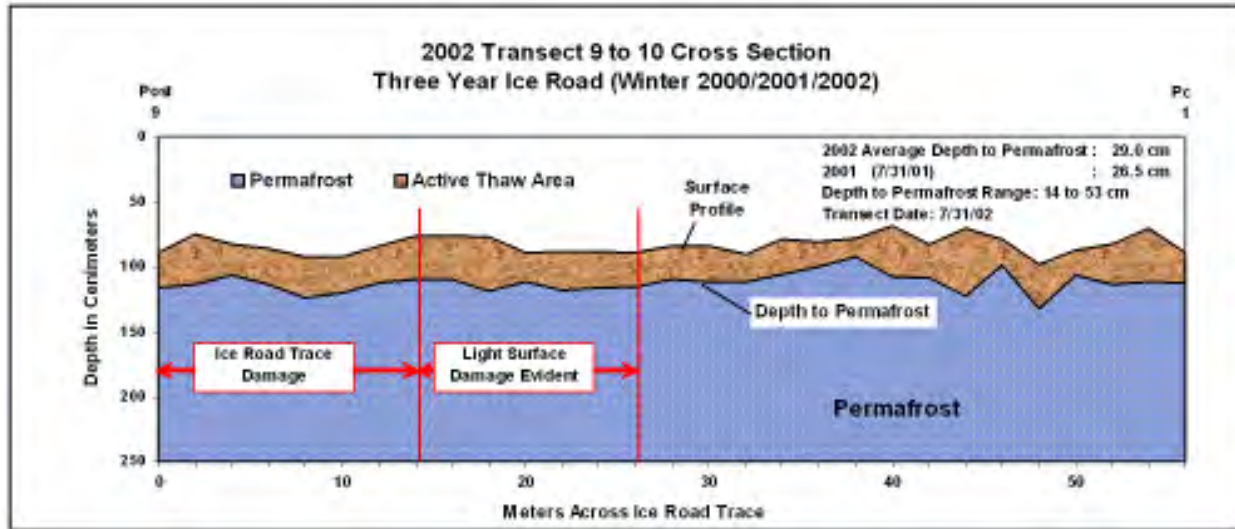 2002 Transect 9 to 10 Cross Section
Three Year Ice Road (Winter 2000/2001/2002)
Post
9
Po
1
2002 Average Depth to Permafrost : 29.0 cm
2001 (7/31/01) : 26.5 cm
Depth to Permafrost Range: 14 to 53 cm
Transect Date: 7/31/02
Permafrost
Active Thaw Area
Surface
Profile
Depth to Permafrost
Ice Road Trace
Damage
Light Surface
Damage Evident
Permafrost
Depth in Centimeters
0
50
100
150
200
250
0 10 20 30 40 50
Meters Across Ice Road Trace